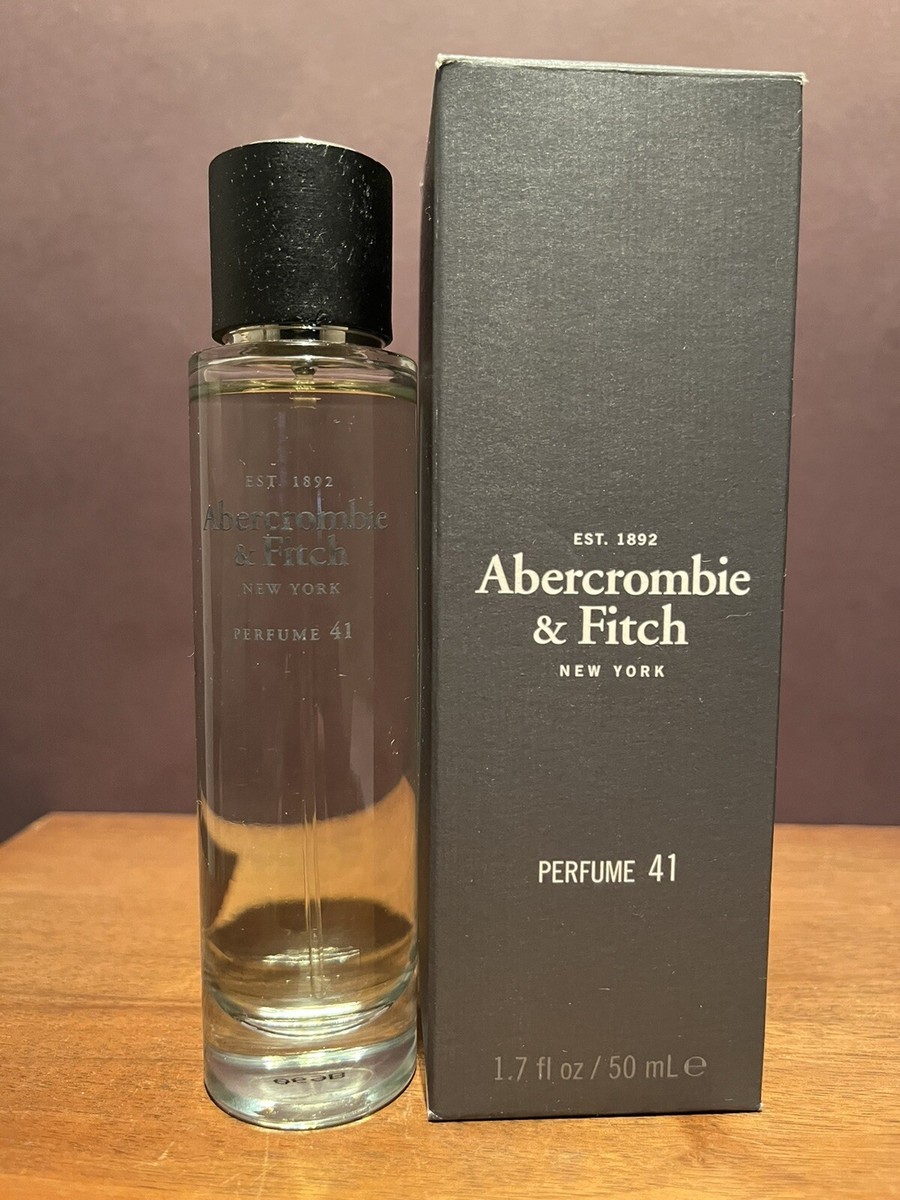 EST. 1892
Abercrombie
& Fitch
NEW YORK
PERFUME 41
EST. 1892
Abercrombie
& Fitch
NEW YORK
PERFUME 41
1.7 fl oz / 50 mL ℮